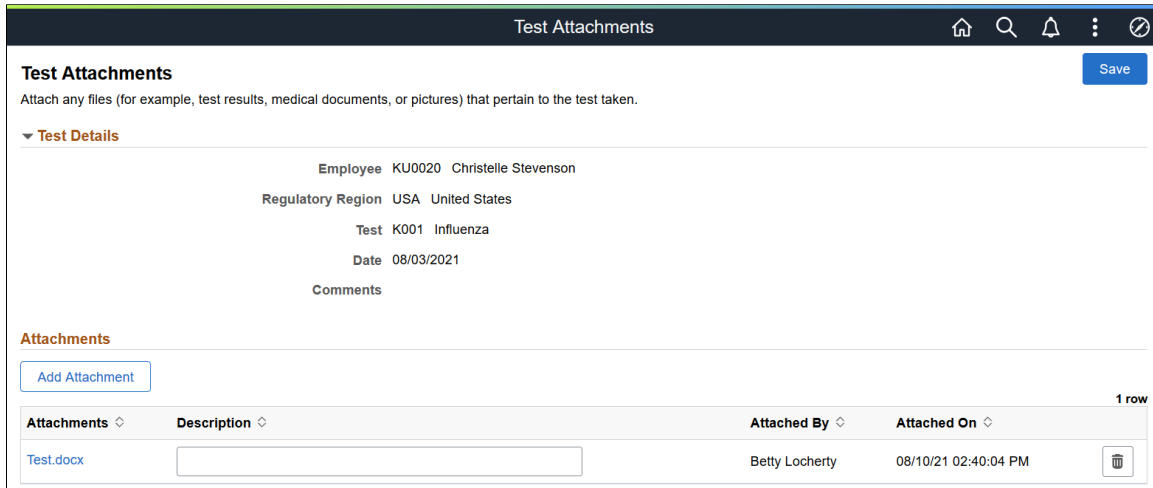 Test Attachments
Test Attachments
Save
Attach any files (for example, test results, medical documents, or pictures) that pertain to the test taken.
Test Details
Employee KU0020 Christelle Stevenson
Regulatory Region USA United States
Test K001 Influenza
Date 08/03/2021
Comments
Attachments
Add Attachment
1 row
Attachments Description Attached By Attached On
Test.docx Betty Locherty 08/10/21 02:40:04 PM